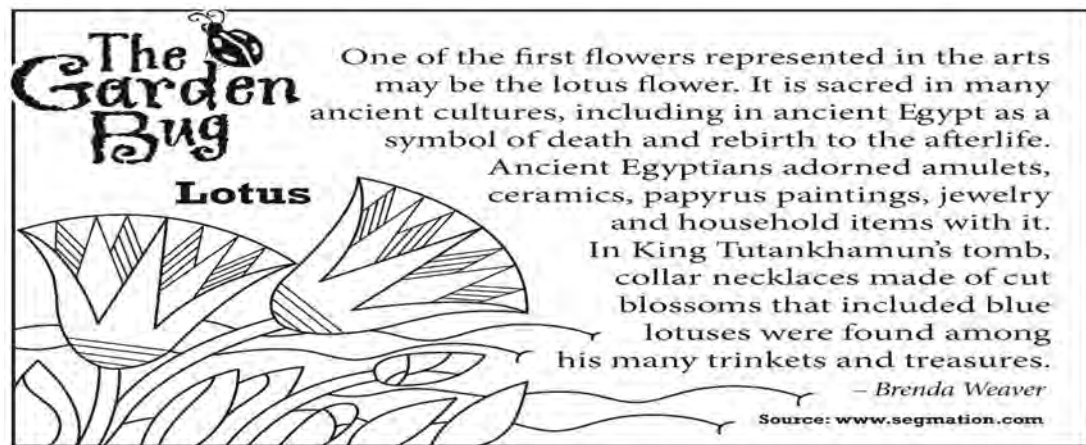 The
Garden
Bug
Lotus
One of the first flowers represented in the arts
may be the lotus flower. It is sacred in many
ancient cultures, including in ancient Egypt as a
symbol of death and rebirth to the afterlife.
Ancient Egyptians adorned amulets,
ceramics, papyrus paintings, jewelry
and household items with it.
In King Tutankhamun's tomb,
collar necklaces made of cut
blossoms that included blue
lotuses were found among
his many trinkets and treasures.
– Brenda Weaver
Source: www.segmation.com